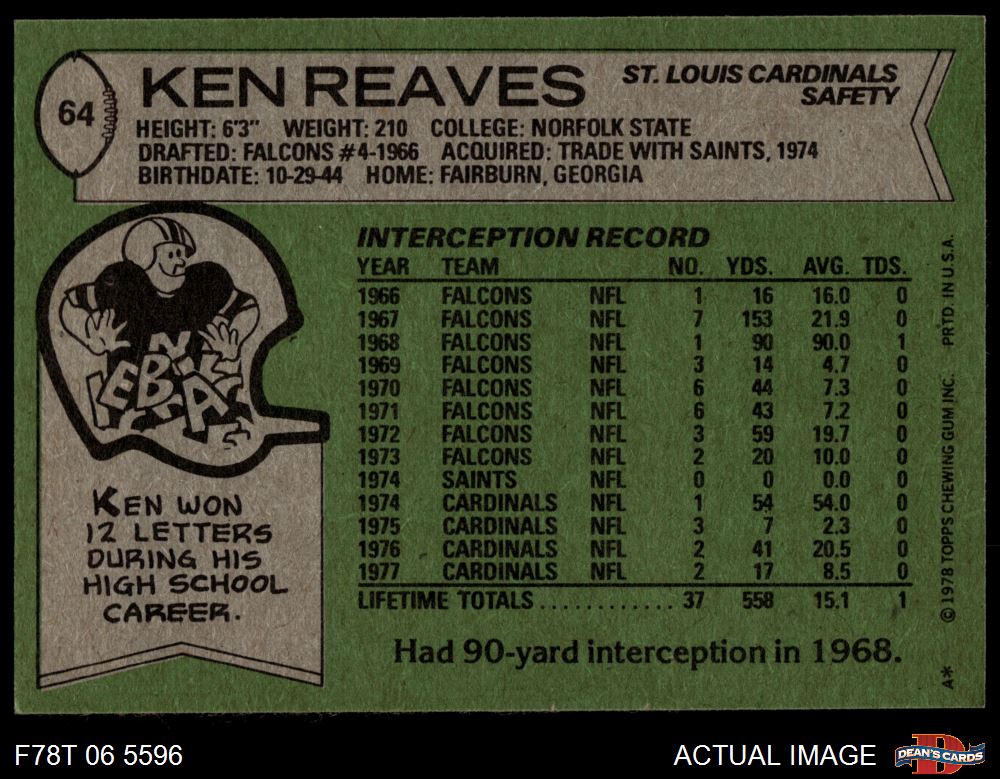 64
KEN REAVES
ST. LOUIS CARDINALS
SAFETY
HEIGHT: 6'3" WEIGHT: 210 COLLEGE: NORFOLK STATE
DRAFTED: FALCONS #4-1966 ACQUIRED: TRADE WITH SAINTS, 1974
BIRTHDATE: 10-29-44 HOME: FAIRBURN, GEORGIA
KEN WON
12 LETTERS
DURING HIS
HIGH SCHOOL
CAREER.
INTERCEPTION RECORD
YEAR TEAM NO. YDS. AVG. TDS.
1966 FALCONS NFL 1 16 16.0 0
1967 FALCONS NFL 7 153 21.9 0
1968 FALCONS NFL 1 90 90.0 1
1969 FALCONS NFL 3 14 4.7 0
1970 FALCONS NFL 6 44 7.3 0
1971 FALCONS NFL 6 43 7.2 0
1972 FALCONS NFL 3 59 19.7 0
1973 FALCONS NFL 2 20 10.0 0
1974 SAINTS NFL 0 0 0.0 0
1974 CARDINALS NFL 1 54 54.0 0
1975 CARDINALS NFL 3 7 2.3 0
1976 CARDINALS NFL 2 41 20.5 0
1977 CARDINALS NFL 2 17 8.5 0
LIFETIME TOTALS............ 37 558 15.1 1
Had 90-yard interception in 1968.
A* ©1978 TOPPS CHEWING GUM INC. PRTD. IN U.S.A.
F78T 06 5596
ACTUAL IMAGE
D
DEAN'S CARDS